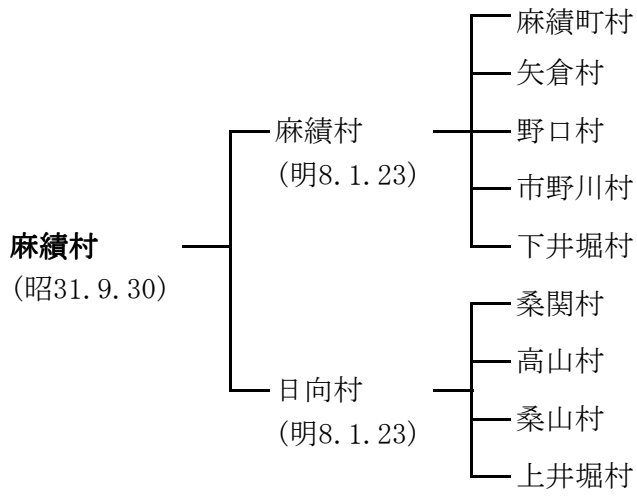 麻績村
(昭31.9.30)
麻績村
(明8.1.23)
麻績町村
矢倉村
野口村
市野川村
下井堀村
日向村
(明8.1.23)
桑関村
高山村
桑山村
上井堀村